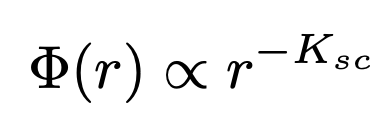 Φ(r) ∝ r^{-K_{sc}}